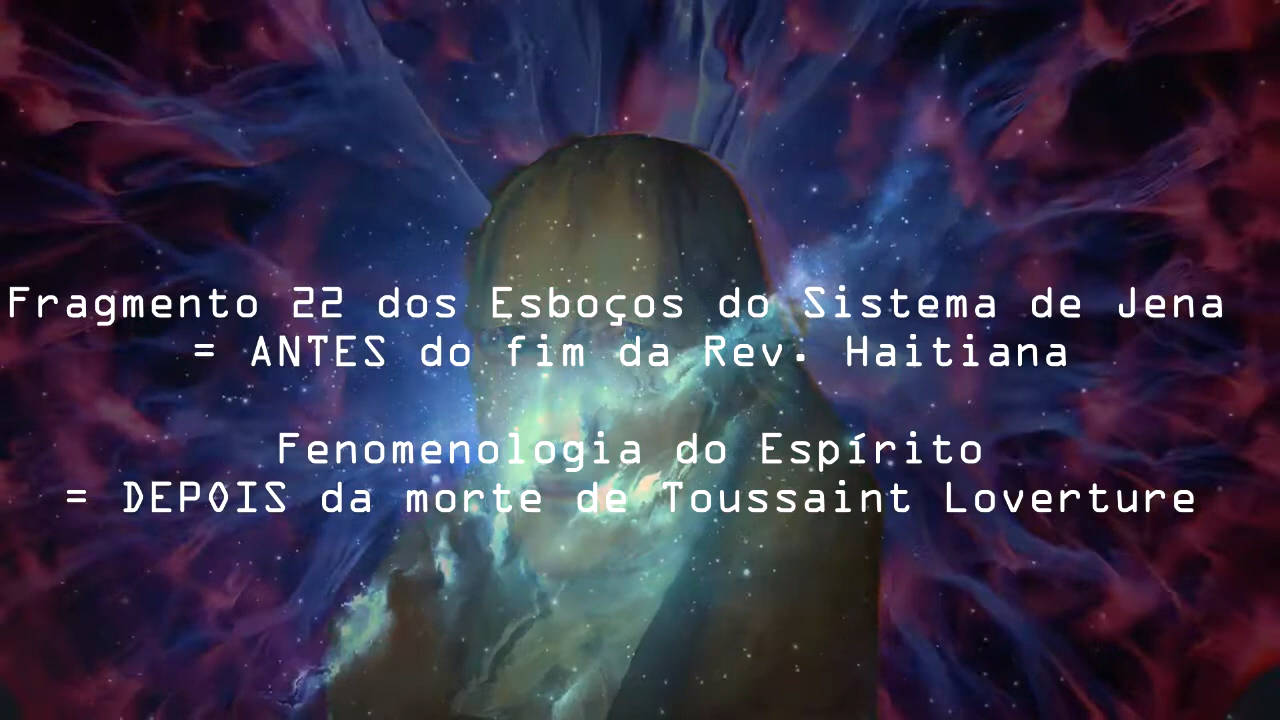 Fragmento 22 dos Esboços do Sistema de Jena
= ANTES do fim da Rev. Haitiana
Fenomenologia do Espírito
= DEPOIS da morte de Toussaint Loverture